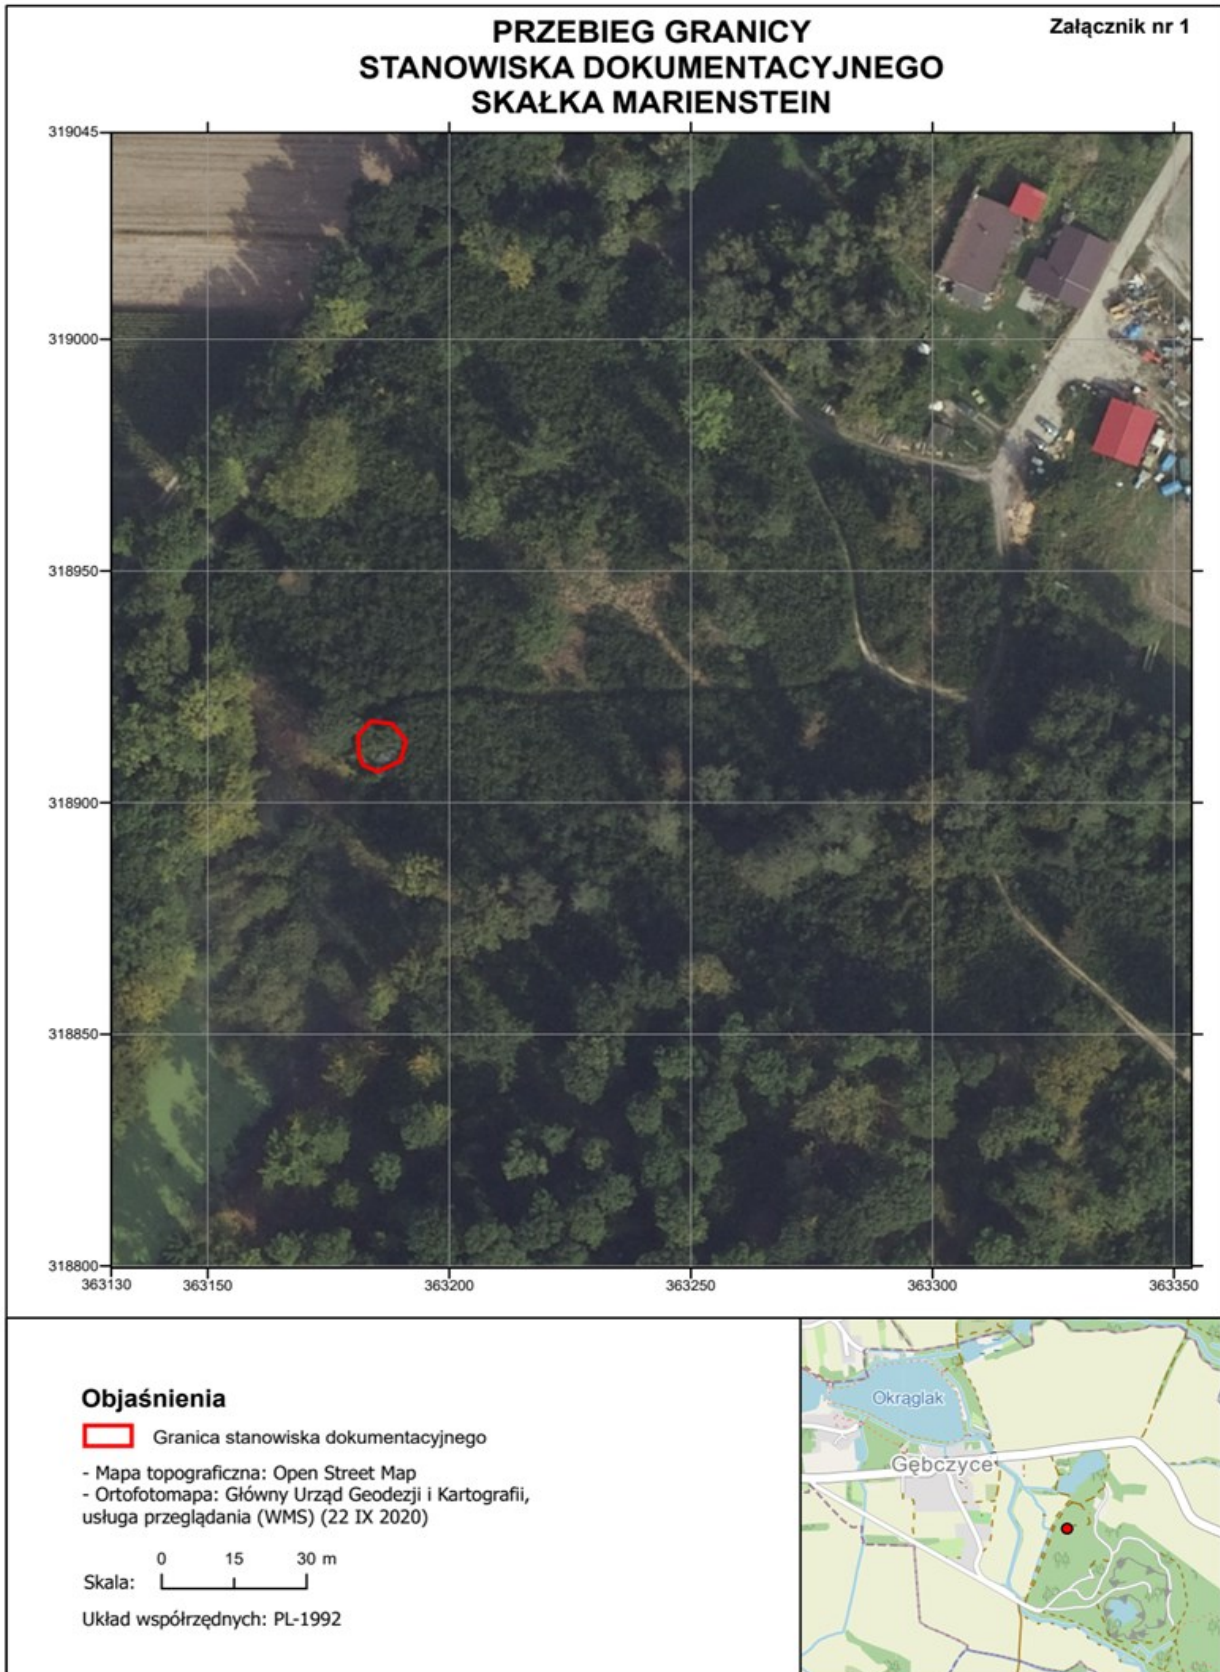 PRZEBIEG GRANICY
STANOWISKA DOKUMENTACYJNEGO
SKAŁKA MARIENSTEIN
Załącznik nr 1
319045
319000
318950
318900
318850
318800
363130
363150
363200
363250
363300
363350
Objaśnienia
Granica stanowiska dokumentacyjnego
- Mapa topograficzna: Open Street Map
- Ortofotomapa: Główny Urząd Geodezji i Kartografii,
usługa przeglądania (WMS) (22 IX 2020)
0 15 30 m
Skala:
Układ współrzędnych: PL-1992
Okrąglak
Gębczyce